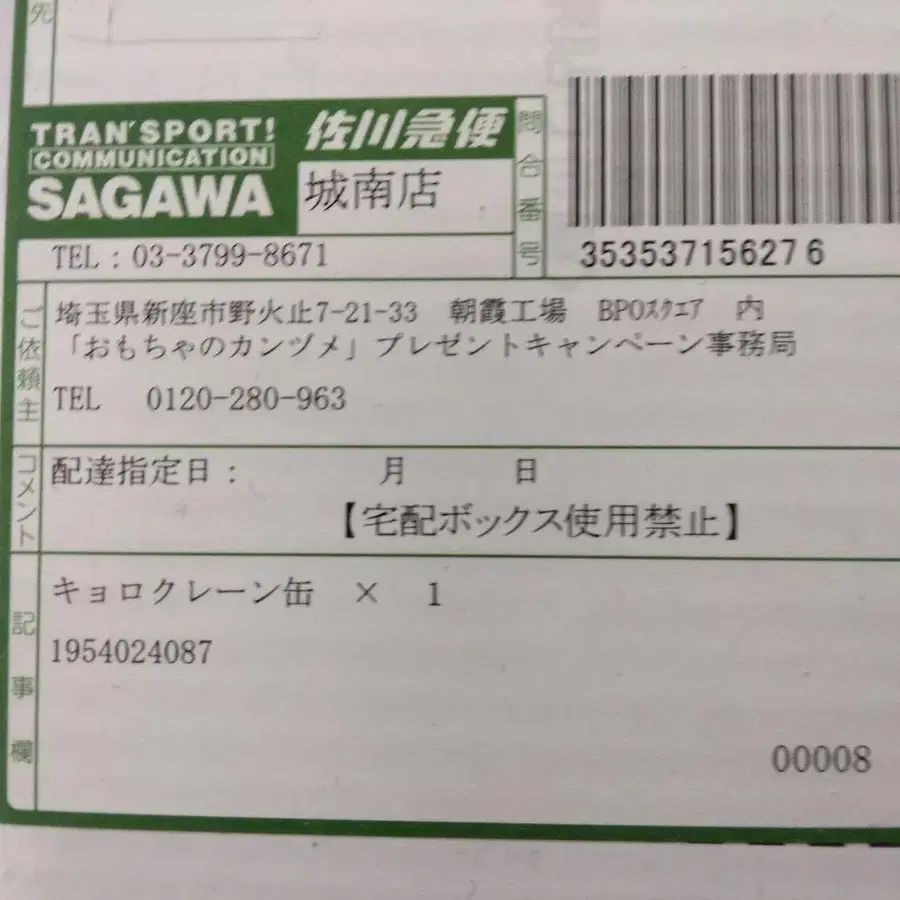 先
TRAN'SPORT!
COMMUNICATION
SAGAWA
佐川急便
城南店
TEL：03-3799-8671
問合番号
353537156276
ご依頼主
埼玉県新座市野火止7-21-33 朝霞工場 BPOｽｸｴｱ 内
「おもちゃのカンヅメ」プレゼントキャンペーン事務局
TEL 0120-280-963
コメント
配達指定日： 月 日
【宅配ボックス使用禁止】
記事欄
キョロクレーン缶 × 1
1954024087
00008